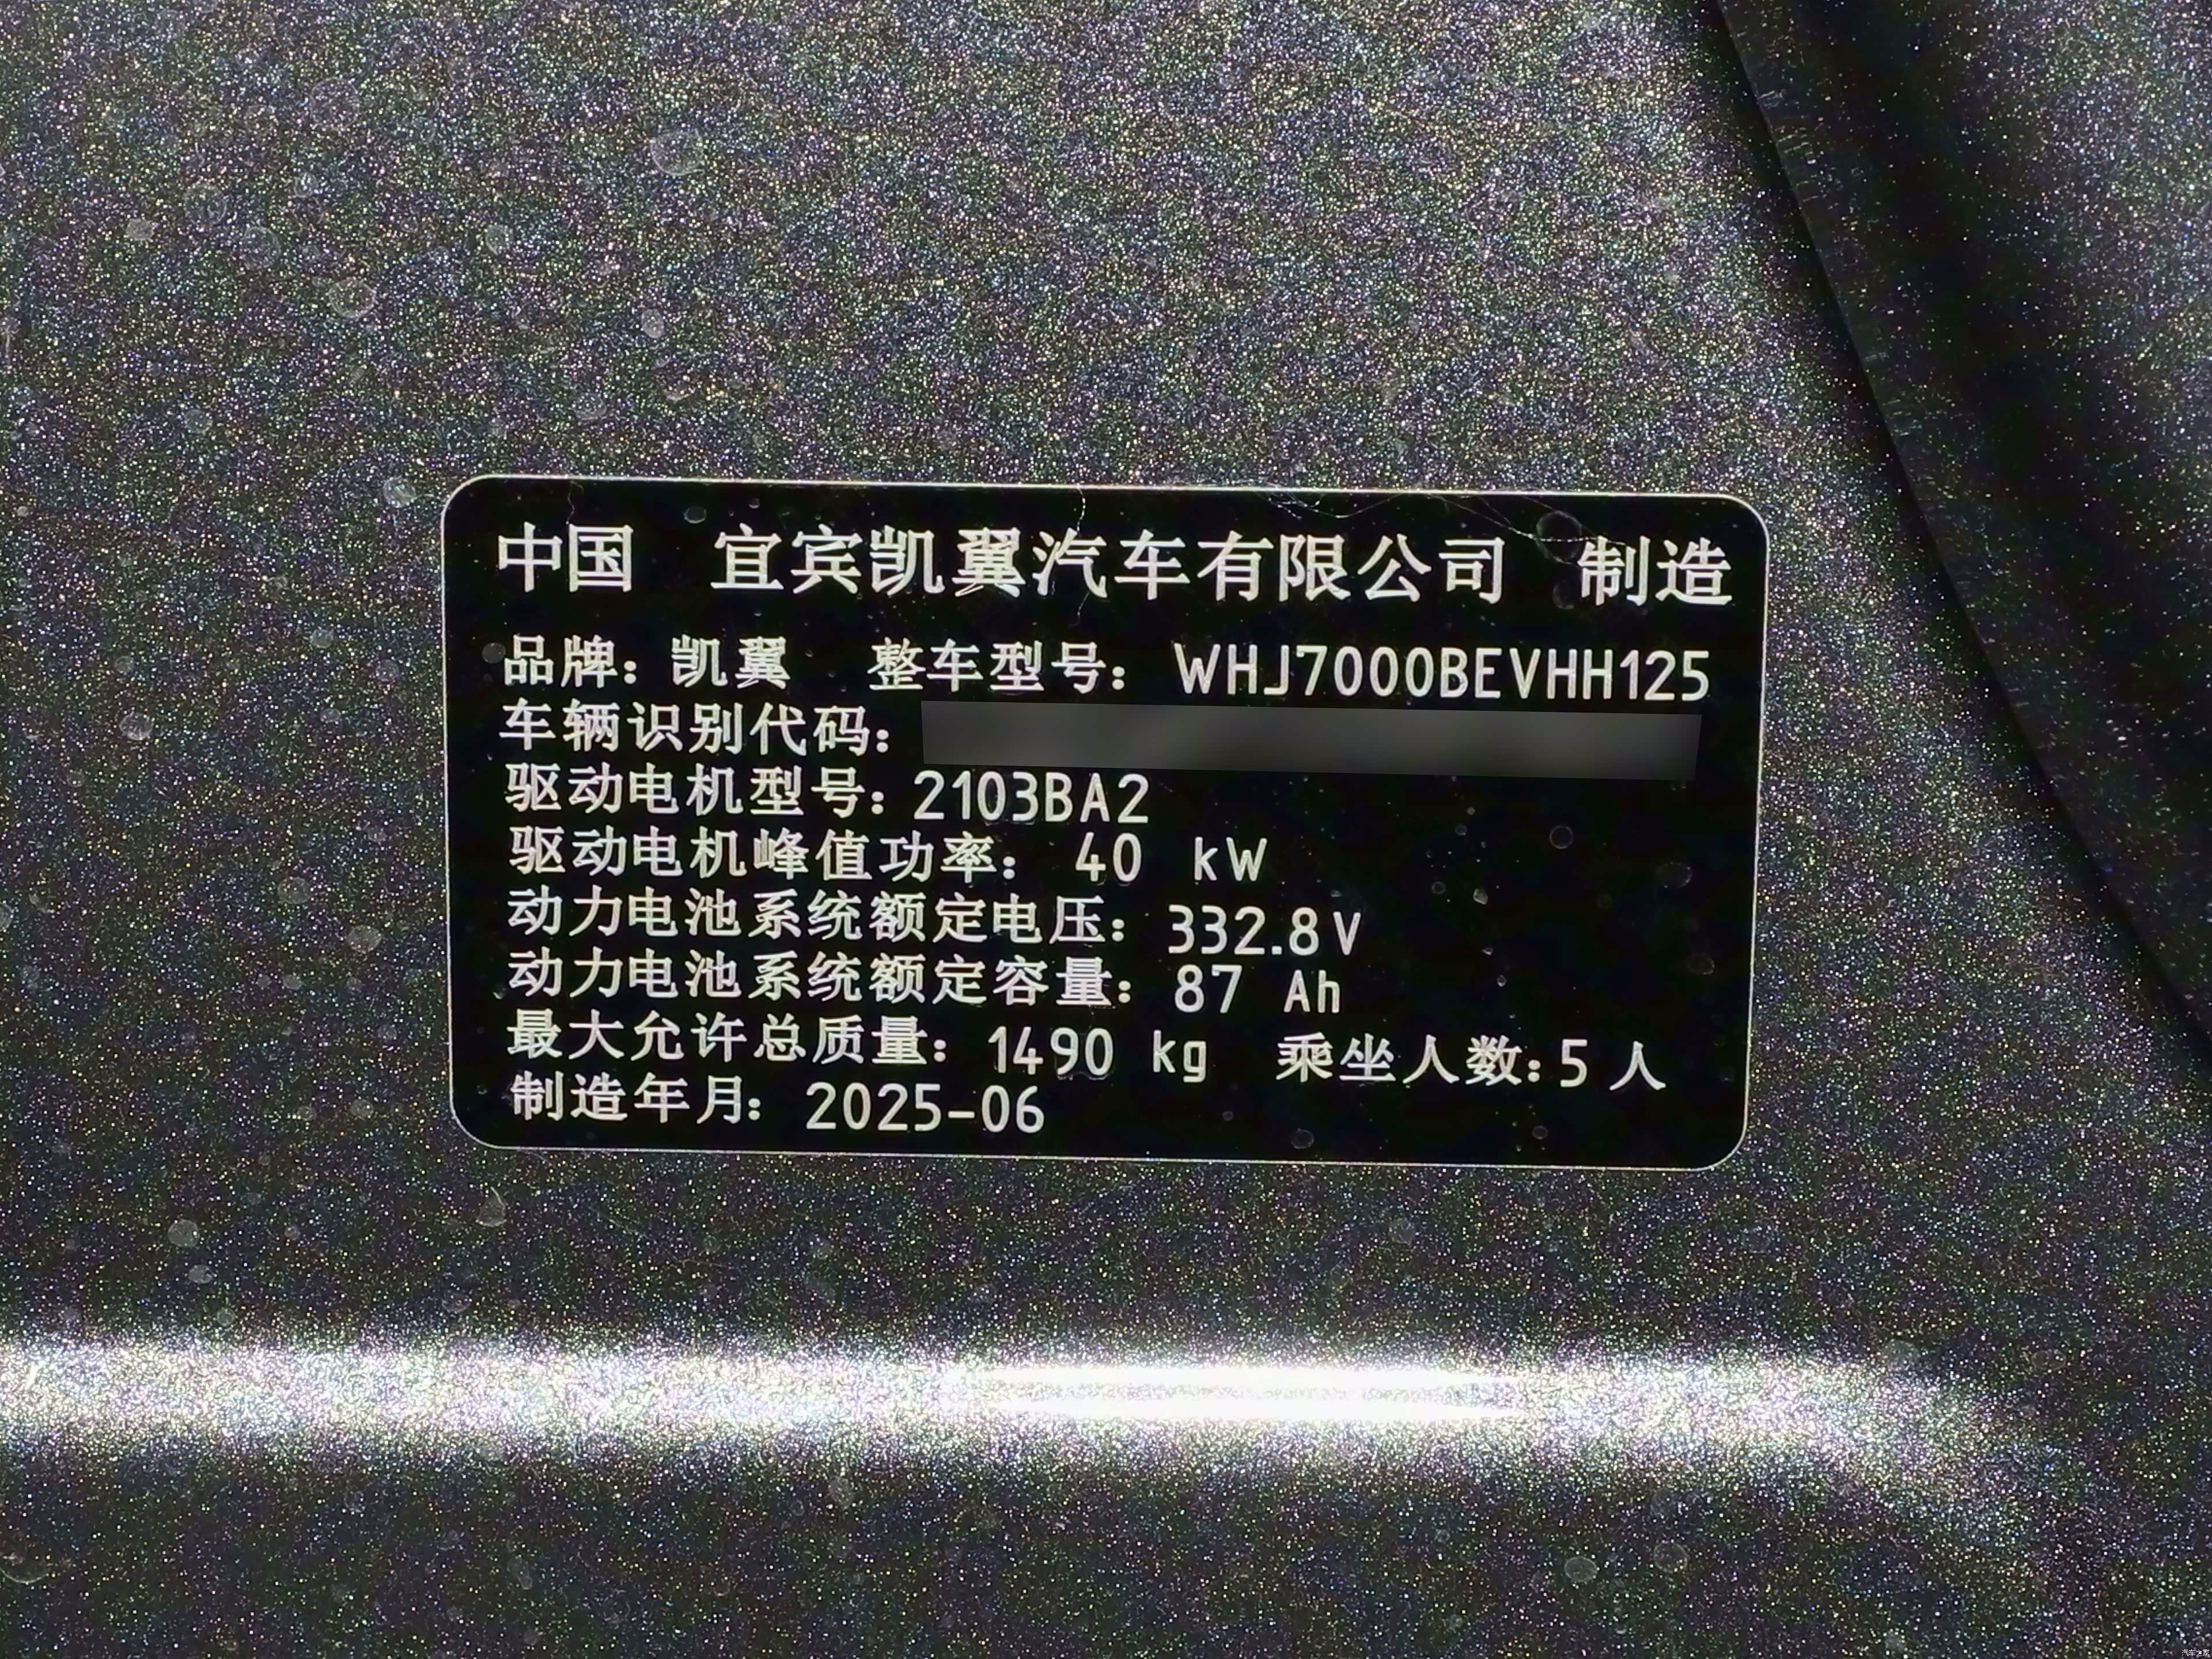 中国 宜宾凯翼汽车有限公司 制造
品牌：凯翼 整车型号：WHJ7000BEVHH125
车辆识别代码：
驱动电机型号：2103BA2
驱动电机峰值功率： 40 kW
动力电池系统额定电压：332.8V
动力电池系统额定容量：87 Ah
最大允许总质量： 1490 kg 乘坐人数：5 人
制造年月： 2025-06
汽车之家